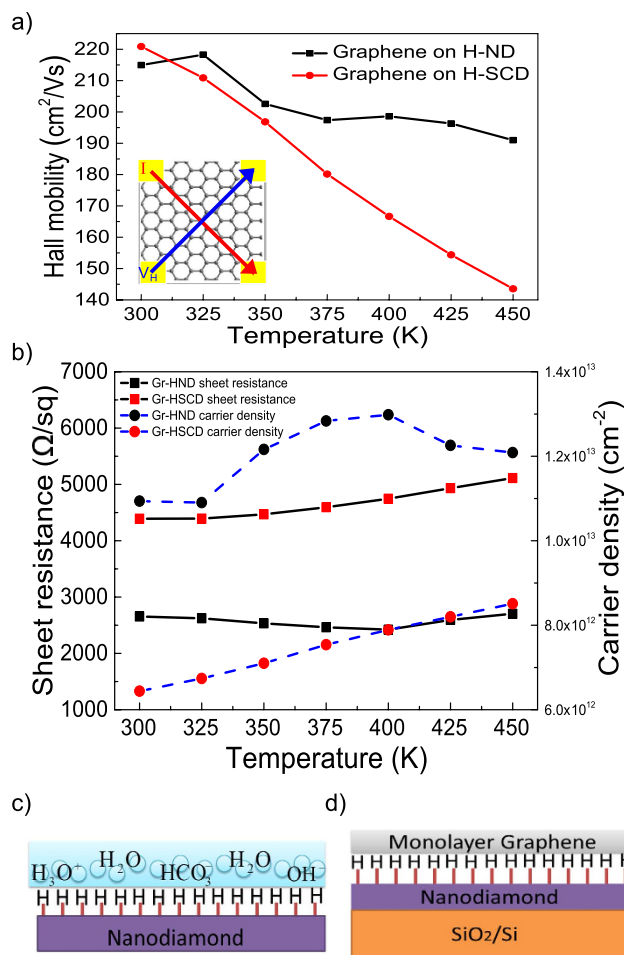 a)
Hall mobility (cm²/Vs)
220
210
200
190
180
170
160
150
140
Graphene on H-ND
Graphene on H-SCD
I
V_H
300 325 350 375 400 425 450
Temperature (K)
b)
Sheet resistance (Ω/sq)
7000
6000
5000
4000
3000
2000
1000
Gr-HND sheet resistance
Gr-HSCD sheet resistance
Gr-HND carrier density
Gr-HSCD carrier density
1.4x10¹³
1.2x10¹³
1.0x10¹³
8.0x10¹²
6.0x10¹²
Carrier density (cm⁻²)
300 325 350 375 400 425 450
Temperature (K)
c)
H₃O⁺ H₂O HCO₃⁻ H₂O OH⁻
H H H H H H H H H H H H H
Nanodiamond
d)
Monolayer Graphene
H H H H H H H H H H H H H
Nanodiamond
SiO₂/Si